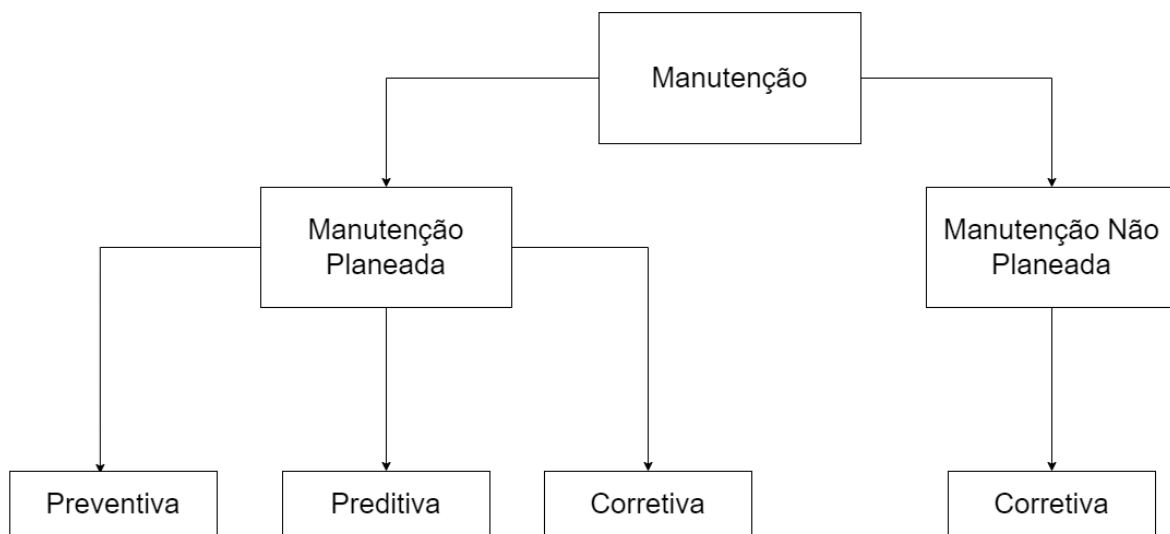 Manutenção
Manutenção
Planeada
Manutenção Não
Planeada
Preventiva
Preditiva
Corretiva
Corretiva